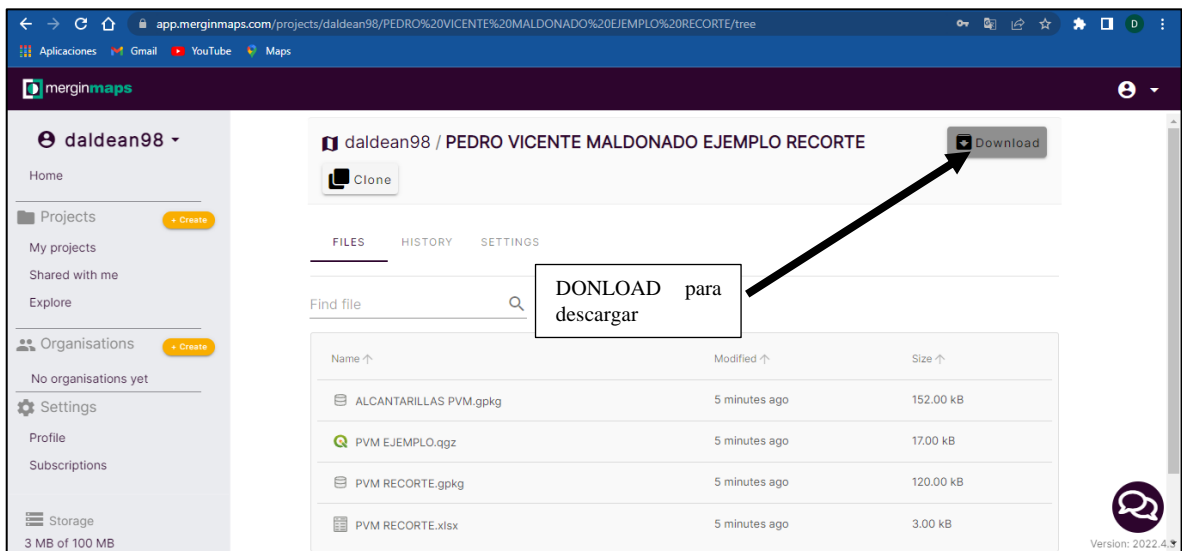 app.merginmaps.com/projects/daldean98/PEDRO%20VICENTE%20MALDONADO%20EJEMPLO%20RECORTE/tree
D
Aplicaciones Gmail YouTube Maps
merginmaps
daldean98
Home
Projects + Create
My projects
Shared with me
Explore
Organisations + Create
No organisations yet
Settings
Profile
Subscriptions
Storage
3 MB of 100 MB
daldean98 / PEDRO VICENTE MALDONADO EJEMPLO RECORTE
Download
Clone
FILES HISTORY SETTINGS
DONLOAD para
descargar
Find file
Name Modified Size
ALCANTARILLAS PVM.gpkg 5 minutes ago 152.00 kB
PVM EJEMPLO.qgz 5 minutes ago 17.00 kB
PVM RECORTE.gpkg 5 minutes ago 120.00 kB
PVM RECORTE.xlsx 5 minutes ago 3.00 kB
Version: 2022.4.3